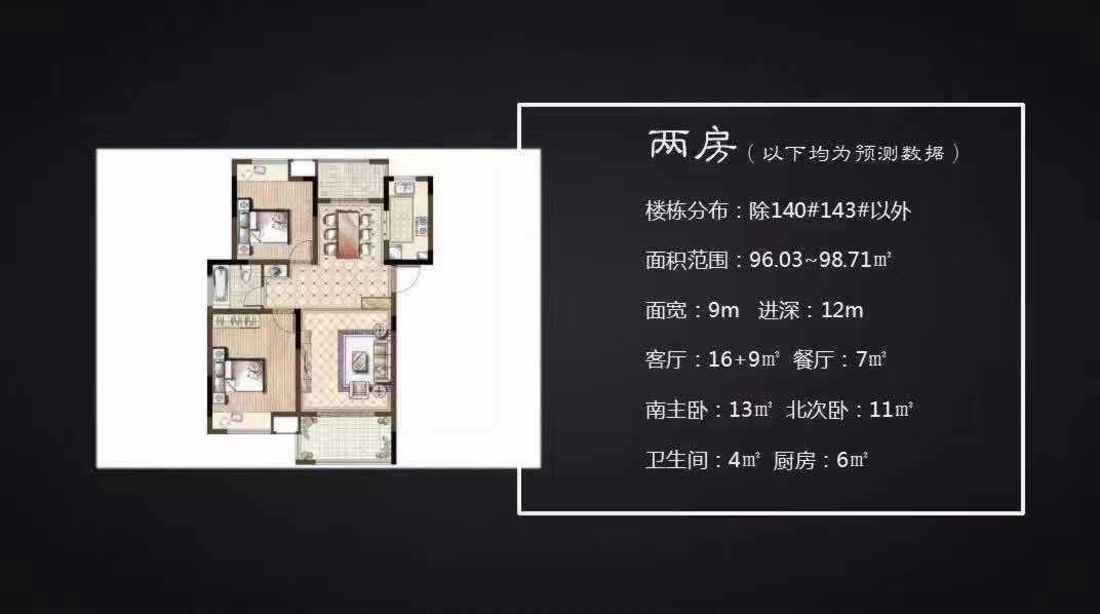 两房（以下均为预测数据）
楼栋分布：除140#143#以外
面积范围：96.03~98.71㎡
面宽：9m 进深：12m
客厅：16+9㎡ 餐厅：7㎡
南主卧：13㎡ 北次卧：11㎡
卫生间：4㎡ 厨房：6㎡